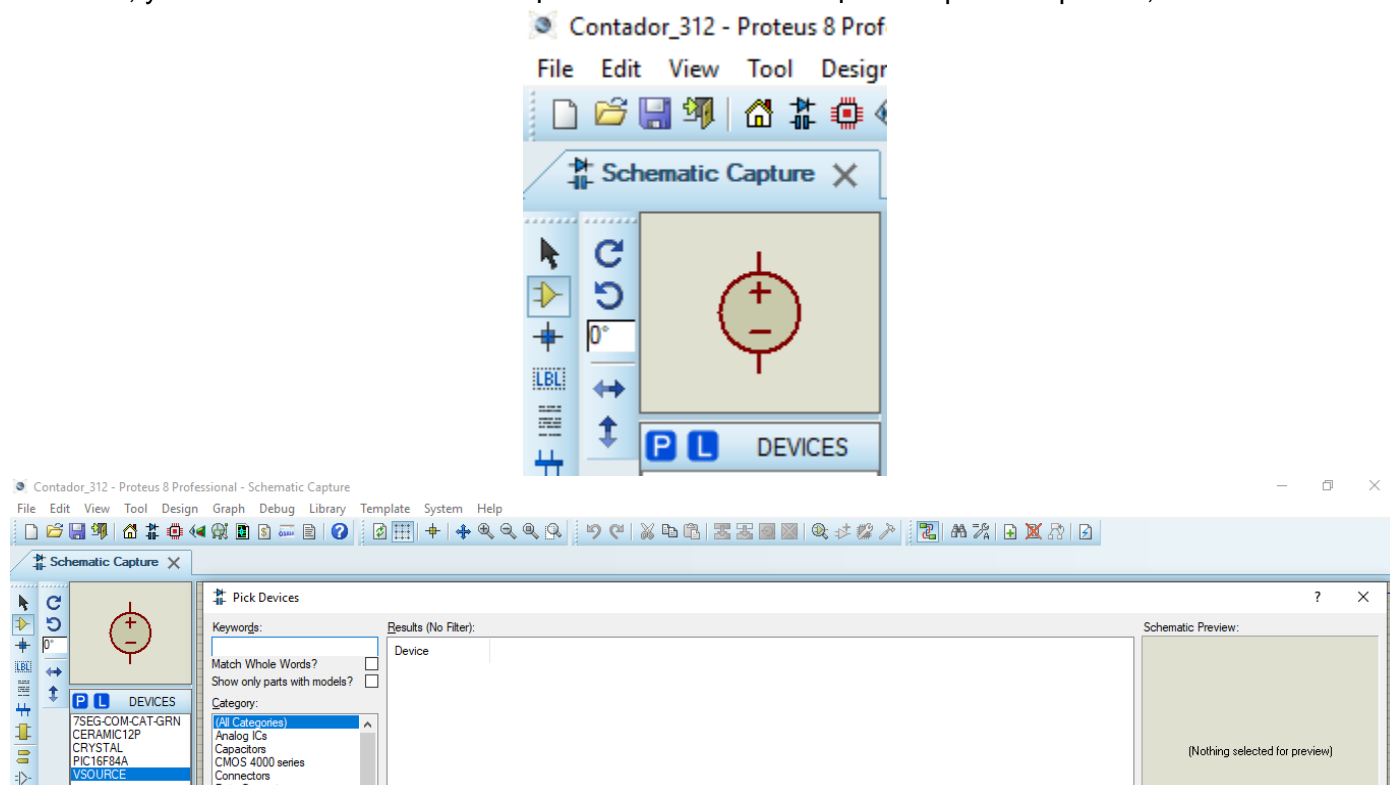 Contador_312 - Proteus 8 Prof
File Edit View Tool Design
Schematic Capture
0°
LBL
P L DEVICES
Contador_312 - Proteus 8 Professional - Schematic Capture
File Edit View Tool Design Graph Debug Library Template System Help
Schematic Capture
Pick Devices ?
Keywords: Results (No Filter): Schematic Preview:
0°
Device
Match Whole Words?
LBL
Show only parts with models?
P L DEVICES
Category:
7SEG-COM-CAT-GRN
(All Categories)
CERAMIC12P
Analog ICs
CRYSTAL
Capacitors
(Nothing selected for preview)
PIC16F84A
CMOS 4000 series
VSOURCE
Connectors